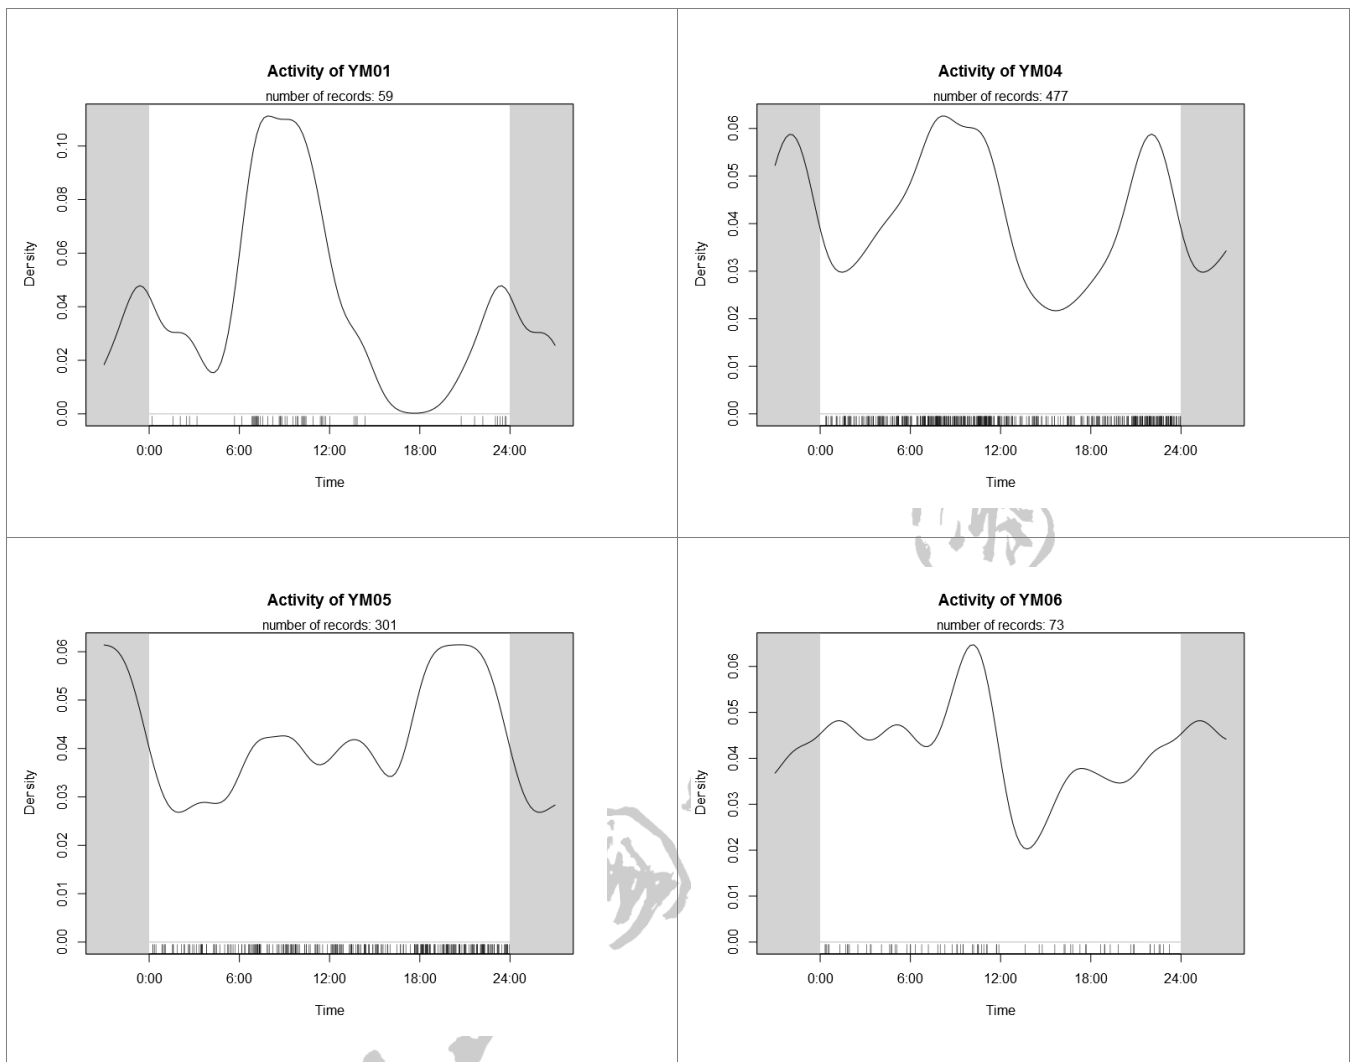 Activity of YM01
number of records: 59
Density
0.00
0.02
0.04
0.06
0.08
0.10
0:00 6:00 12:00 18:00 24:00
Time
Activity of YM04
number of records: 477
Density
0.00
0.01
0.02
0.03
0.04
0.05
0.06
0:00 6:00 12:00 18:00 24:00
Time
Activity of YM05
number of records: 301
Density
0.00
0.01
0.02
0.03
0.04
0.05
0.06
0:00 6:00 12:00 18:00 24:00
Time
Activity of YM06
number of records: 73
Density
0.00
0.01
0.02
0.03
0.04
0.05
0.06
0:00 6:00 12:00 18:00 24:00
Time